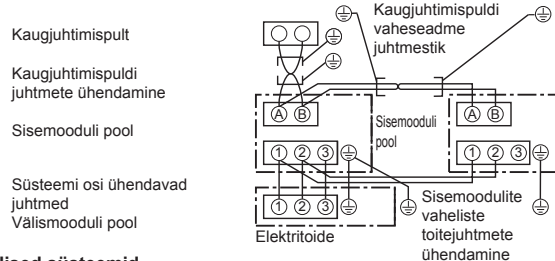 Kaugjuhtimispult
Kaugjuhtimispuldi
juhtmete ühendamine
Sisemooduli pool
Süsteemi osi ühendavad
juhtmed
Välismooduli pool
Kaugjuhtimispuldi
vaheseadme
juhtmestik
A B
Sisemooduli
pool
A B
1 2 3
1 2 3
1 2 3
Elektritoide
Sisemoodulite
vaheliste
toitejuhtmete
ühendamine